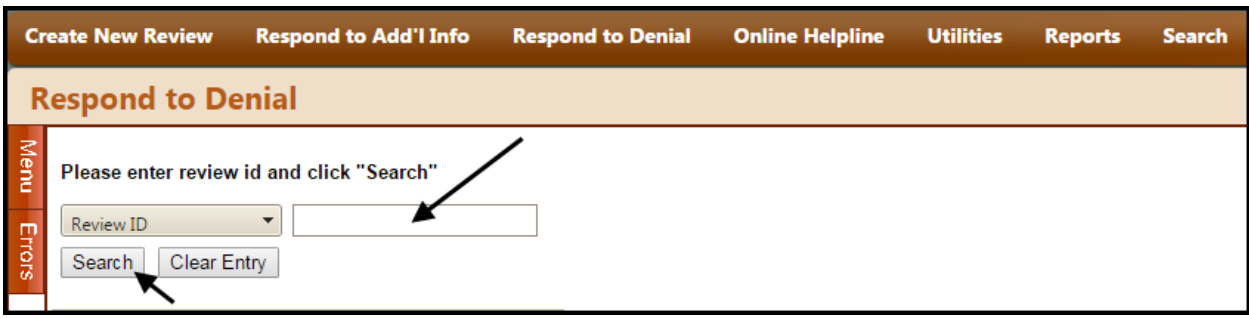 Create New Review Respond to Add'l Info Respond to Denial Online Helpline Utilities Reports Search
Respond to Denial
Menu
Errors
Please enter review id and click "Search"
Review ID
Search Clear Entry